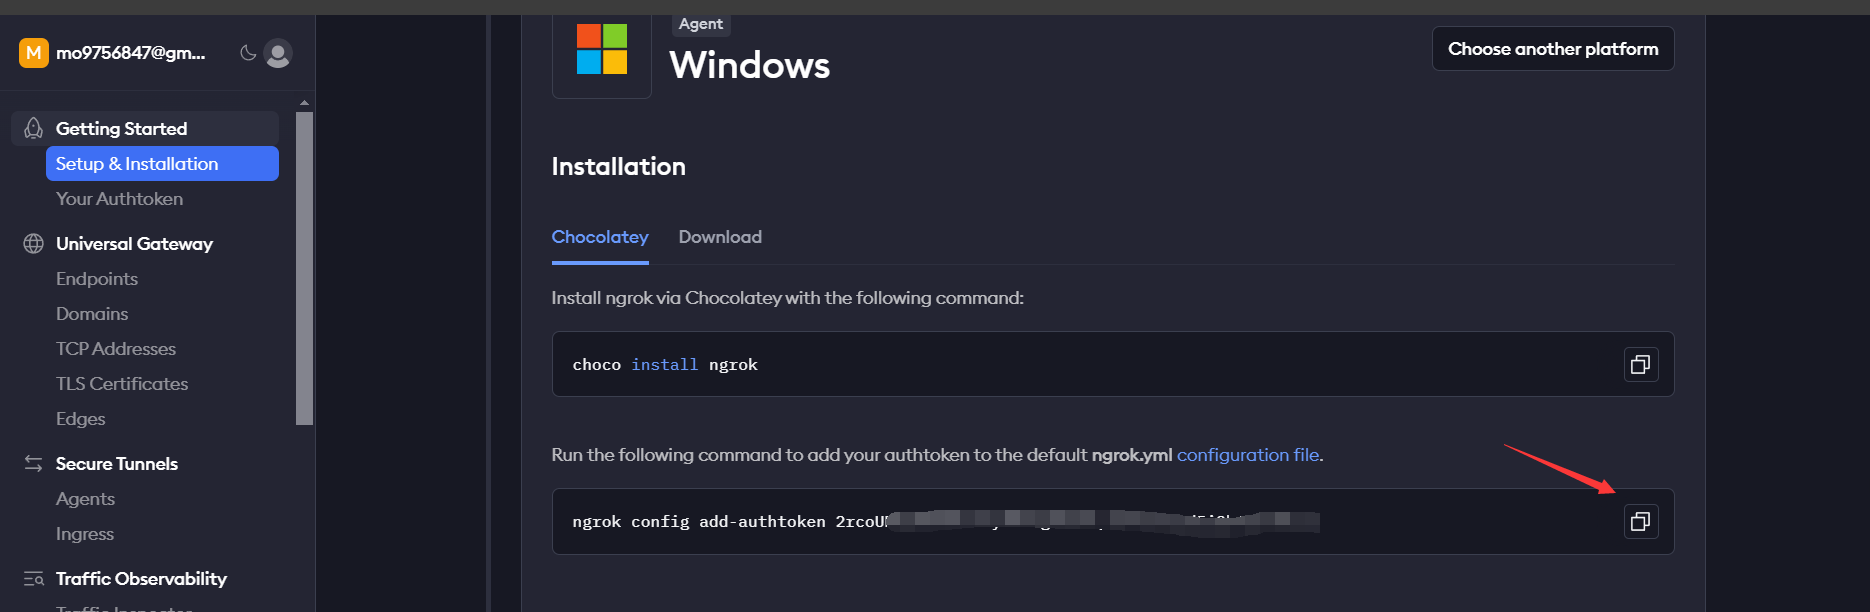 M mo9756847@gm...
Getting Started
Setup & Installation
Your Authtoken
Universal Gateway
Endpoints
Domains
TCP Addresses
TLS Certificates
Edges
Secure Tunnels
Agents
Ingress
Traffic Observability
Traffic Inspector
Agent
Windows
Choose another platform
Installation
Chocolatey Download
Install ngrok via Chocolatey with the following command:
choco install ngrok
Run the following command to add your authtoken to the default ngrok.yml configuration file.
ngrok config add-authtoken